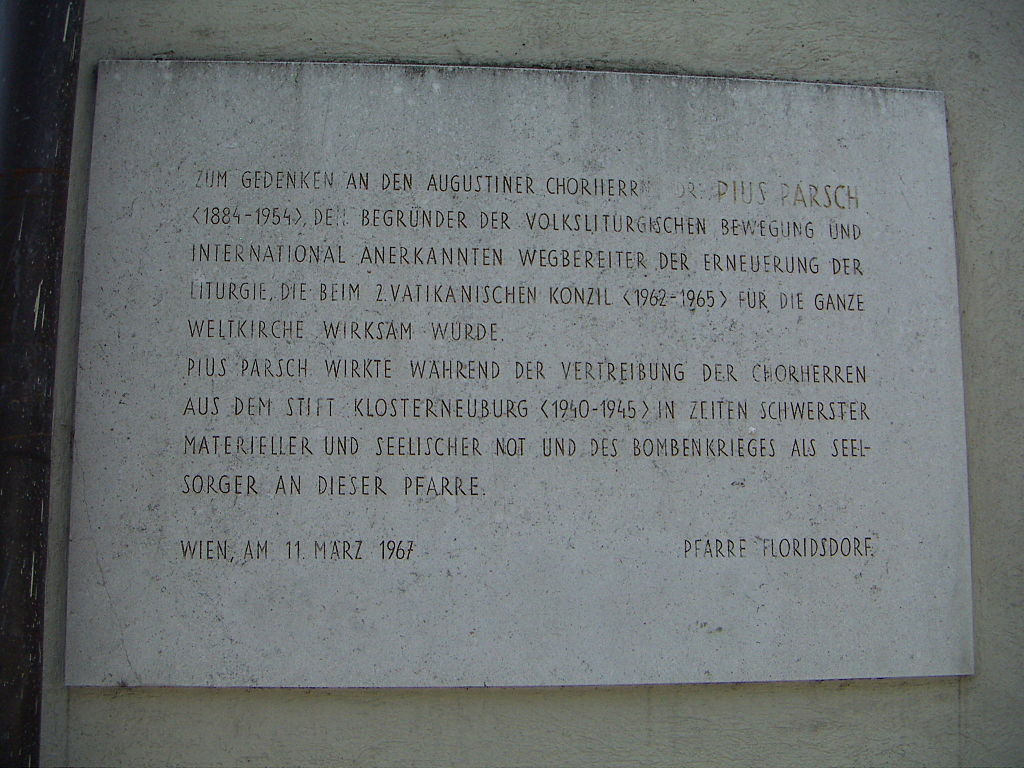 ZUM GEDENKEN AN DEN AUGUSTINER CHORHERRN DR. PIUS PARSCH
<1884-1954>, DEN BEGRÜNDER DER VOLKSLITURGISCHEN BEWEGUNG UND
INTERNATIONAL ANERKANNTEN WEGBEREITER DER ERNEUERUNG DER
LITURGIE, DIE BEIM 2. VATIKANISCHEN KONZIL <1962-1965> FÜR DIE GANZE
WELTKIRCHE WIRKSAM WURDE.
PIUS PARSCH WIRKTE WÄHREND DER VERTREIBUNG DER CHORHERREN
AUS DEM STIFT KLOSTERNEUBURG <1940-1945> IN ZEITEN SCHWERSTER
MATERIELLER UND SEELISCHER NOT UND DES BOMBENKRIEGES ALS SEEL-
SORGER AN DIESER PFARRE.
WIEN, AM 11. MÄRZ 1967 PFARRE FLORIDSDORF.